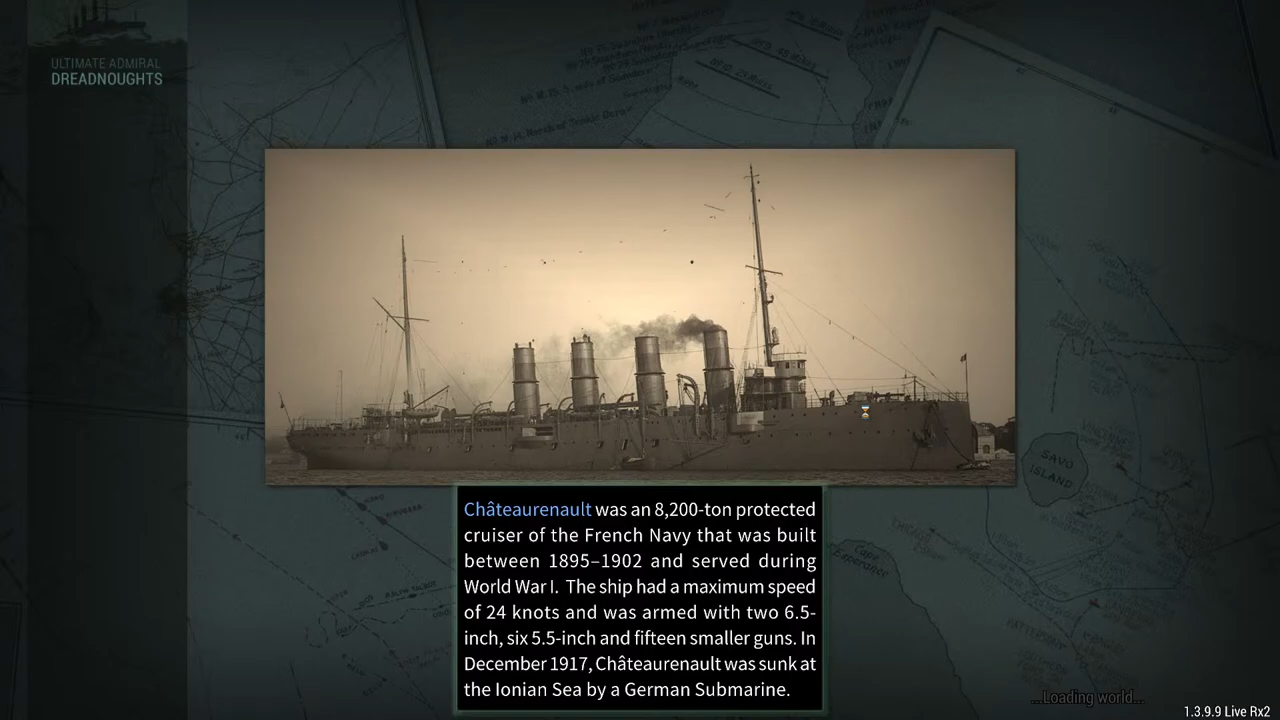 ULTIMATE ADMIRAL
DREADNOUGHTS
SAVO
ISLAND
Cape
Esperance
Châteaurenault was an 8,200-ton protected
cruiser of the French Navy that was built
between 1895–1902 and served during
World War I. The ship had a maximum speed
of 24 knots and was armed with two 6.5-
inch, six 5.5-inch and fifteen smaller guns. In
December 1917, Châteaurenault was sunk at
the Ionian Sea by a German Submarine.
...Loading world...
1.3.9.9 Live Rx2